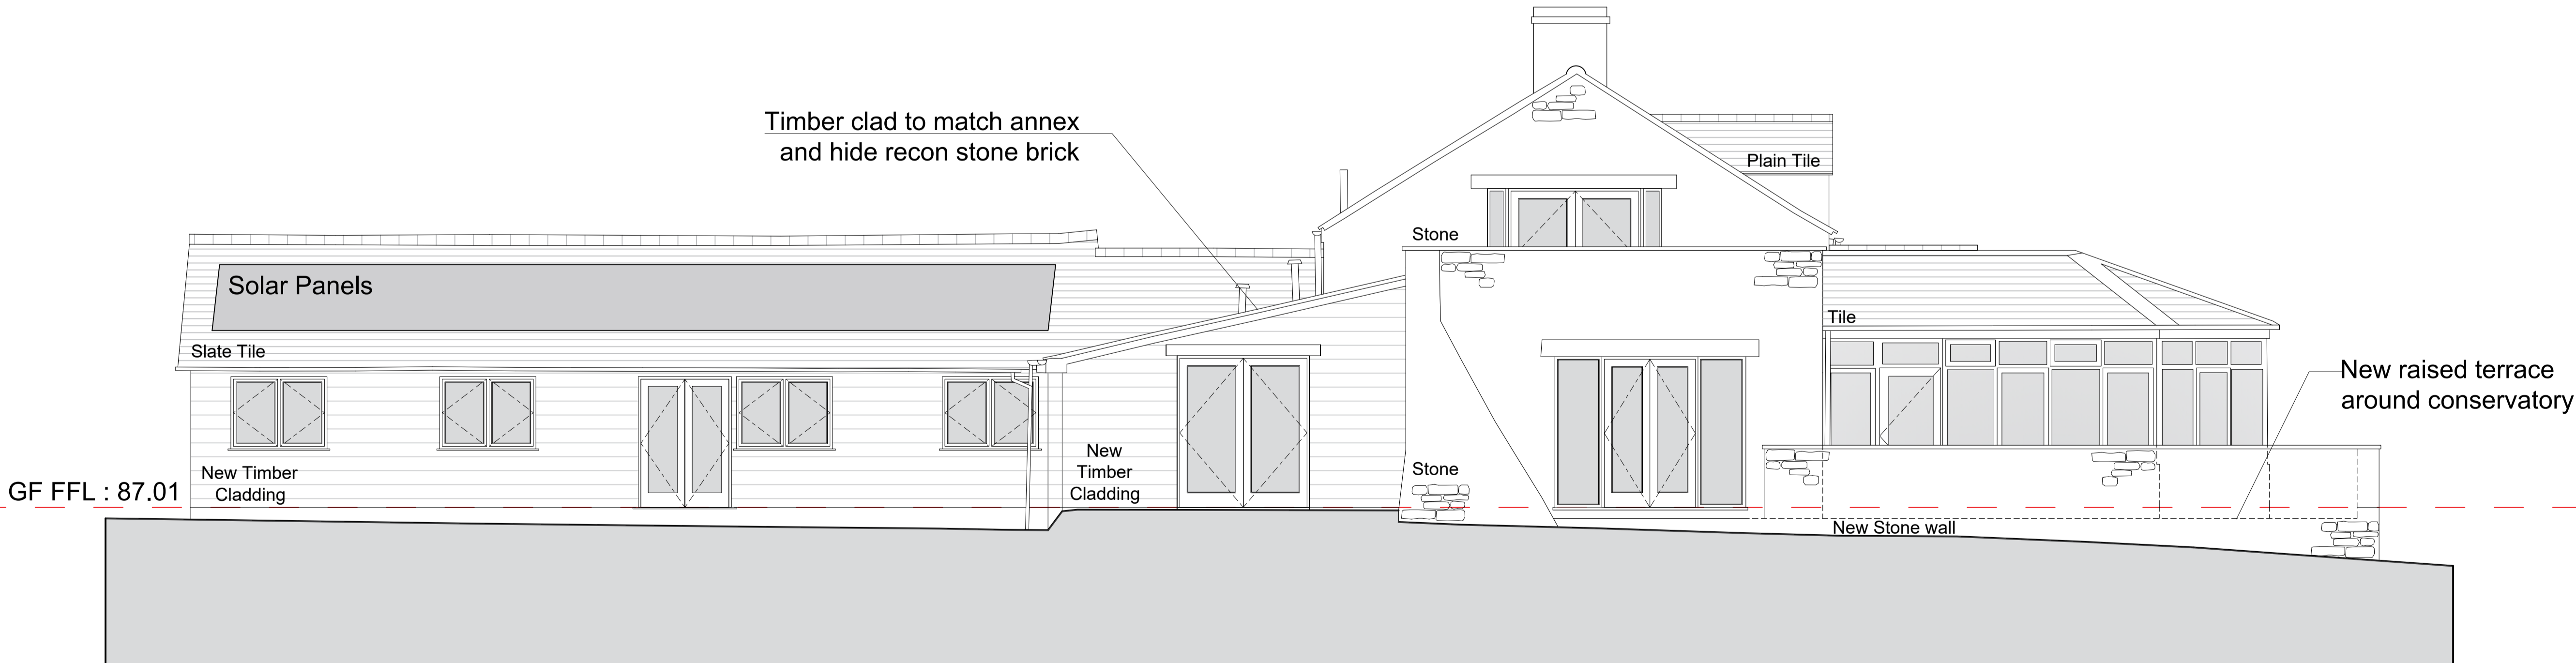 Timber clad to match annex
and hide recon stone brick
Plain Tile
Stone
Solar Panels
Tile
Slate Tile
New raised terrace
around conservatory
New Timber
Cladding
New
Timber
Cladding
Stone
GF FFL : 87.01
New Stone wall